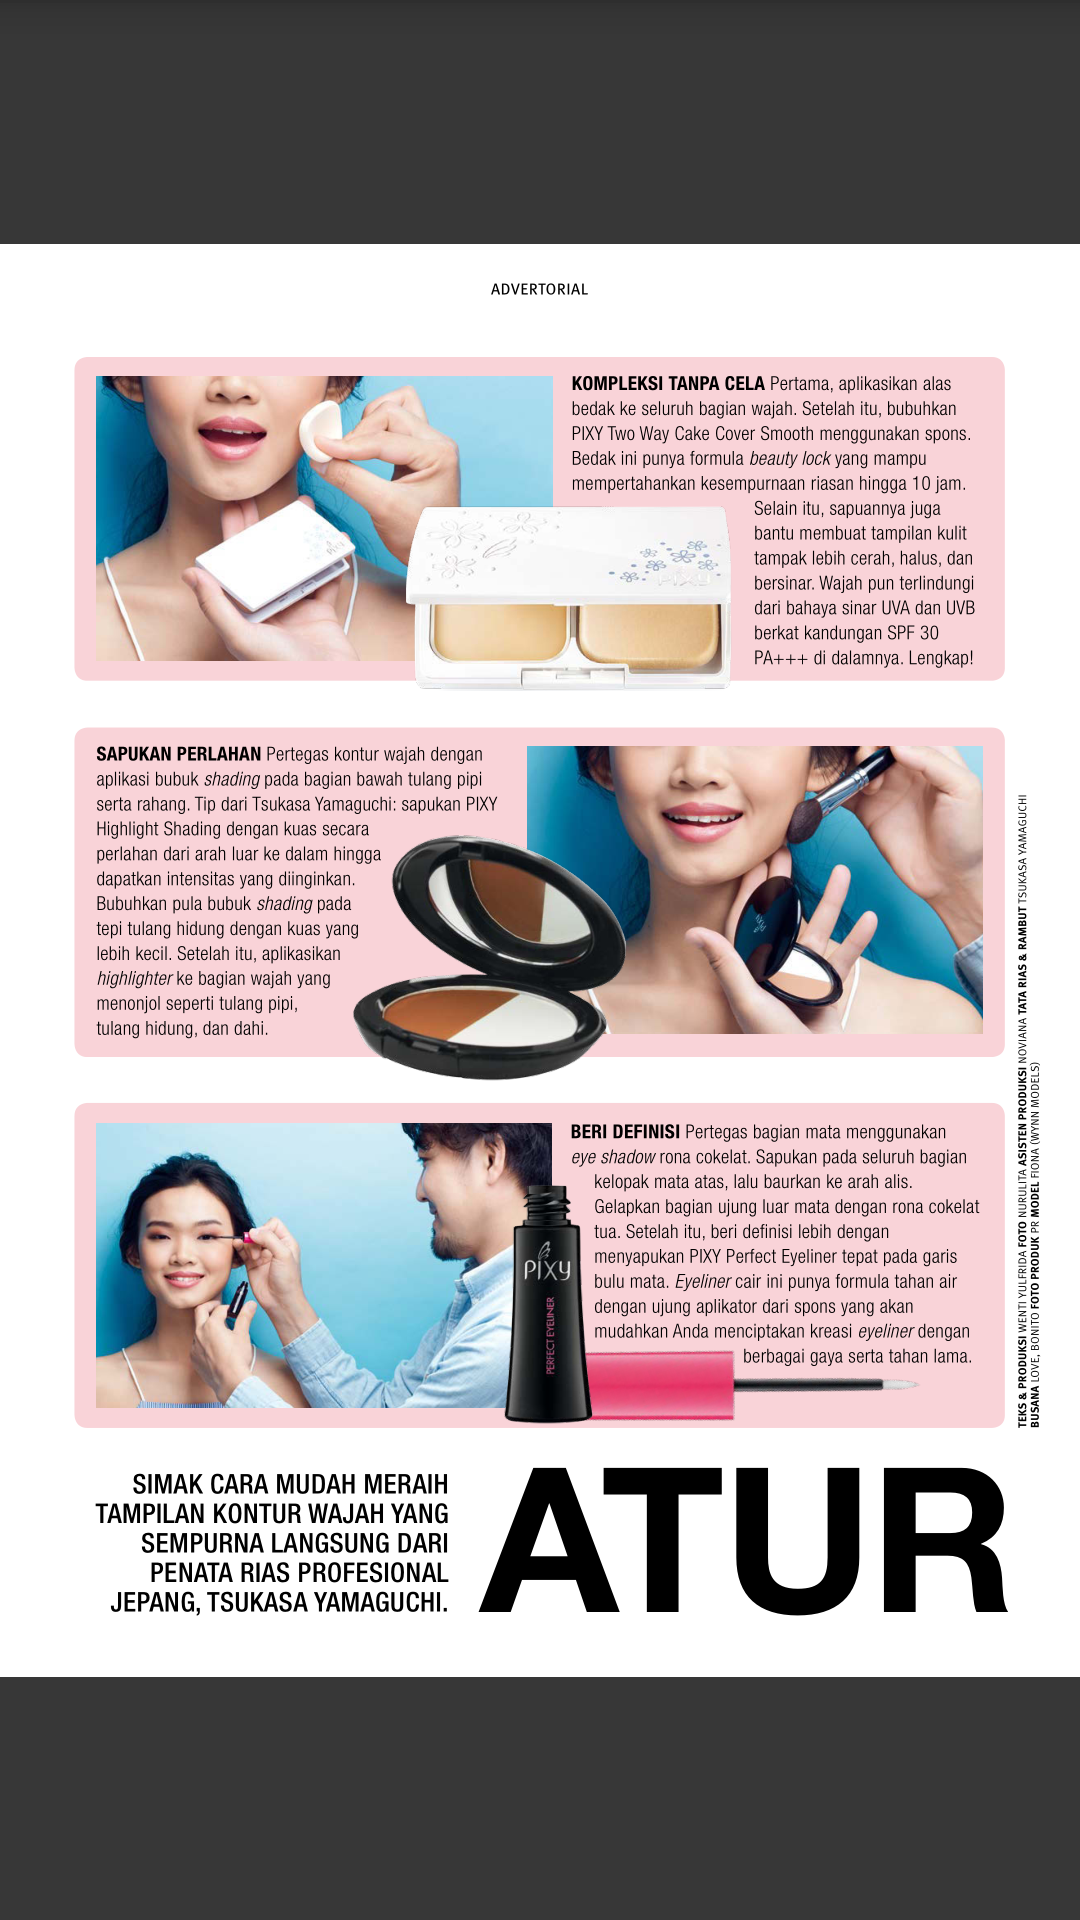 ADVERTORIAL
KOMPLEKSI TANPA CELA Pertama, aplikasikan alas
bedak ke seluruh bagian wajah. Setelah itu, bubuhkan
PIXY Two Way Cake Cover Smooth menggunakan spons.
Bedak ini punya formula beauty lock yang mampu
mempertahankan kesempurnaan riasan hingga 10 jam.
Selain itu, sapuannya juga
bantu membuat tampilan kulit
tampak lebih cerah, halus, dan
bersinar. Wajah pun terlindungi
dari bahaya sinar UVA dan UVB
berkat kandungan SPF 30
PA+++ di dalamnya. Lengkap!
PIXY
PIXY
SAPUKAN PERLAHAN Pertegas kontur wajah dengan
aplikasi bubuk shading pada bagian bawah tulang pipi
serta rahang. Tip dari Tsukasa Yamaguchi: sapukan PIXY
Highlight Shading dengan kuas secara
perlahan dari arah luar ke dalam hingga
dapatkan intensitas yang diinginkan.
Bubuhkan pula bubuk shading pada
tepi tulang hidung dengan kuas yang
lebih kecil. Setelah itu, aplikasikan
highlighter ke bagian wajah yang
menonjol seperti tulang pipi,
tulang hidung, dan dahi.
PIXY
BERI DEFINISI Pertegas bagian mata menggunakan
eye shadow rona cokelat. Sapukan pada seluruh bagian
kelopak mata atas, lalu baurkan ke arah alis.
Gelapkan bagian ujung luar mata dengan rona cokelat
tua. Setelah itu, beri definisi lebih dengan
menyapukan PIXY Perfect Eyeliner tepat pada garis
bulu mata. Eyeliner cair ini punya formula tahan air
dengan ujung aplikator dari spons yang akan
mudahkan Anda menciptakan kreasi eyeliner dengan
berbagai gaya serta tahan lama.
PIXY
PERFECT EYELINER
TEKS & PRODUKSI WENTI YULFRIDA FOTO NURULITA ASISTEN PRODUKSI NOVIANA TATA RIAS & RAMBUT TSUKASA YAMAGUCHI
BUSANA LOVE, BONITO FOTO PRODUK PR MODEL FIONA (WYNN MODELS)
SIMAK CARA MUDAH MERAIH
TAMPILAN KONTUR WAJAH YANG
SEMPURNA LANGSUNG DARI
PENATA RIAS PROFESIONAL
JEPANG, TSUKASA YAMAGUCHI.
ATUR